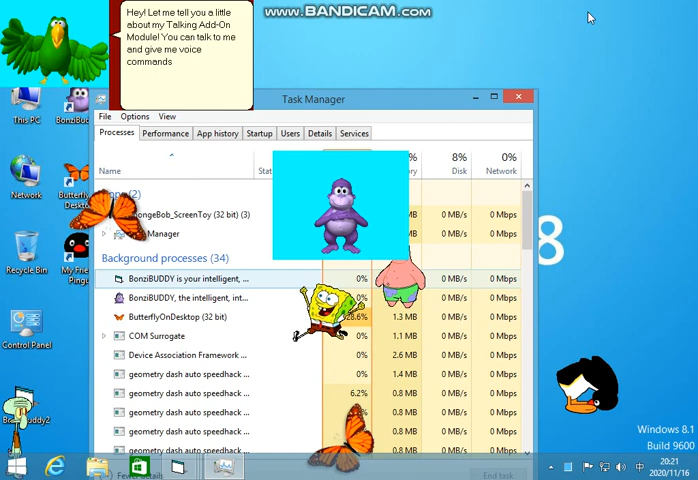 www.BANDICAM.com
Hey! Let me tell you a little
about my Talking Add-On
Module! You can talk to me
and give me voice
commands
Task Manager
File Options View
Processes Performance App history Startup Users Details Services
8% 0%
Name Disk Network
(2)
ongeBob_ScreenToy (32 bit) (3) MB 0 MB/s 0 Mbps
Manager MB 0 MB/s 0 Mbps
Background processes (34)
BonziBUDDY is your intelligent, ... 0% 0 MB/s 0 Mbps
BonziBUDDY, the intelligent, int... 0% 0 MB/s 0 Mbps
ButterflyOnDesktop (32 bit) 28.6% 1.3 MB 0 MB/s 0 Mbps
COM Surrogate 0% 1.1 MB 0 MB/s 0 Mbps
Device Association Framework ... 0% 2.6 MB 0 MB/s 0 Mbps
geometry dash auto speedhack ... 0% 1.4 MB 0 MB/s 0 Mbps
geometry dash auto speedhack ... 6.2% 0.8 MB 0 MB/s 0 Mbps
geometry dash auto speedhack ... 0.8 MB 0 MB/s 0 Mbps
geometry dash auto speedhack ... 0.8 MB 0 MB/s 0 Mbps
geometry dash auto speedhack ... 0.8 MB 0 MB/s 0 Mbps
Fewer details
End task
This PC
Network
Recycle Bin
My Frien
Pingu
Control Panel
8
Windows 8.1
Build 9600
中
20:21
2020/11/16